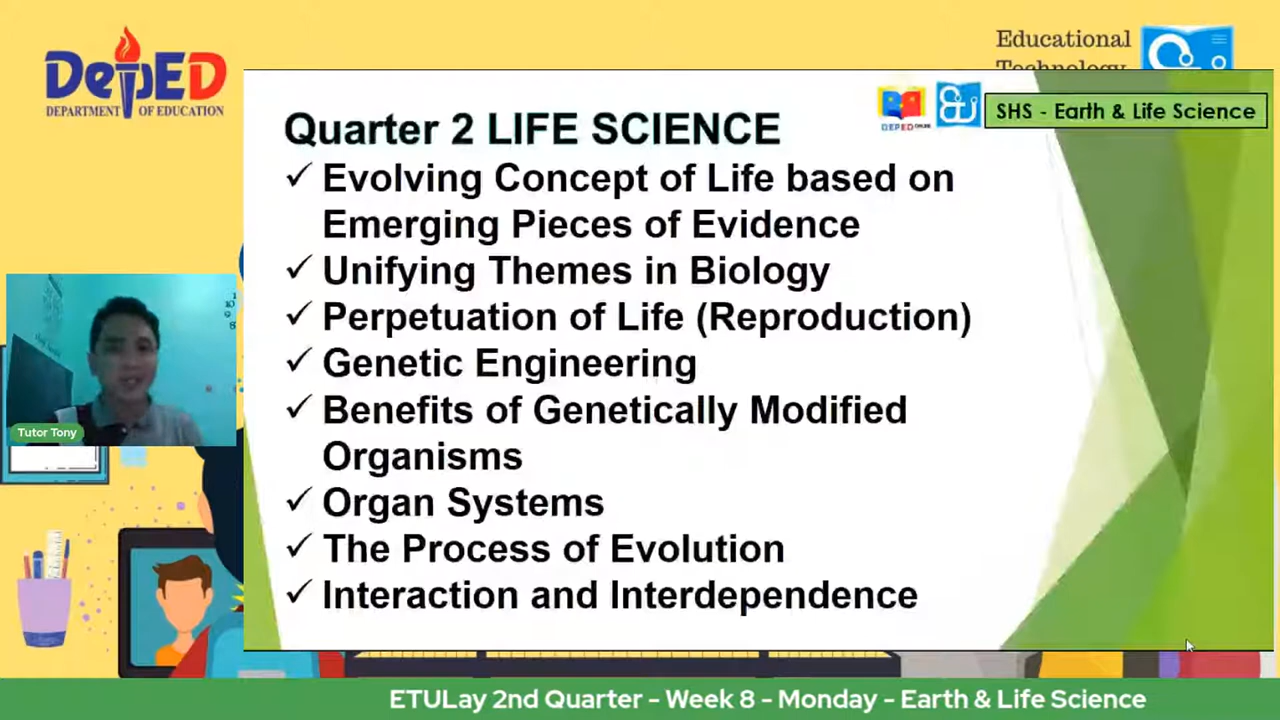 DepED
DEPARTMENT OF EDUCATION
Educational
Technology
DEPED
SHS - Earth & Life Science
Quarter 2 LIFE SCIENCE
✓ Evolving Concept of Life based on
Emerging Pieces of Evidence
✓ Unifying Themes in Biology
✓ Perpetuation of Life (Reproduction)
✓ Genetic Engineering
✓ Benefits of Genetically Modified
Organisms
✓ Organ Systems
✓ The Process of Evolution
✓ Interaction and Interdependence
Tutor Tony
ETULay 2nd Quarter - Week 8 - Monday - Earth & Life Science